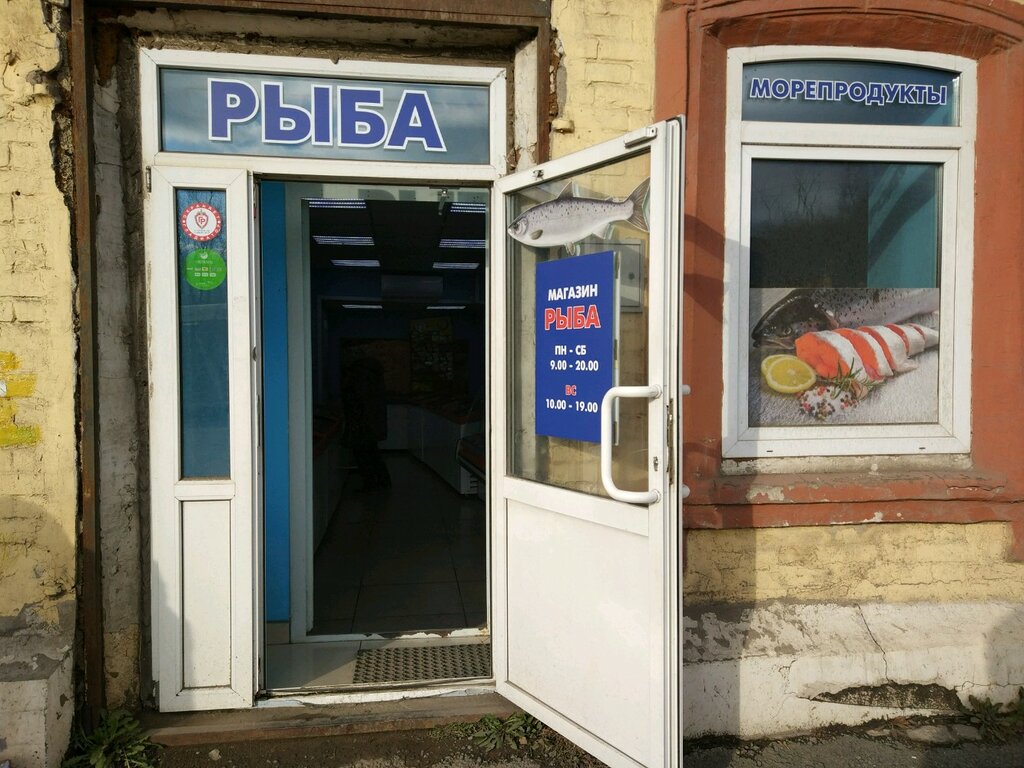 РЫБА
МОРЕПРОДУКТЫ
МАГАЗИН
РЫБА
ПН - СБ
9.00 - 20.00
ВС
10.00 - 19.00